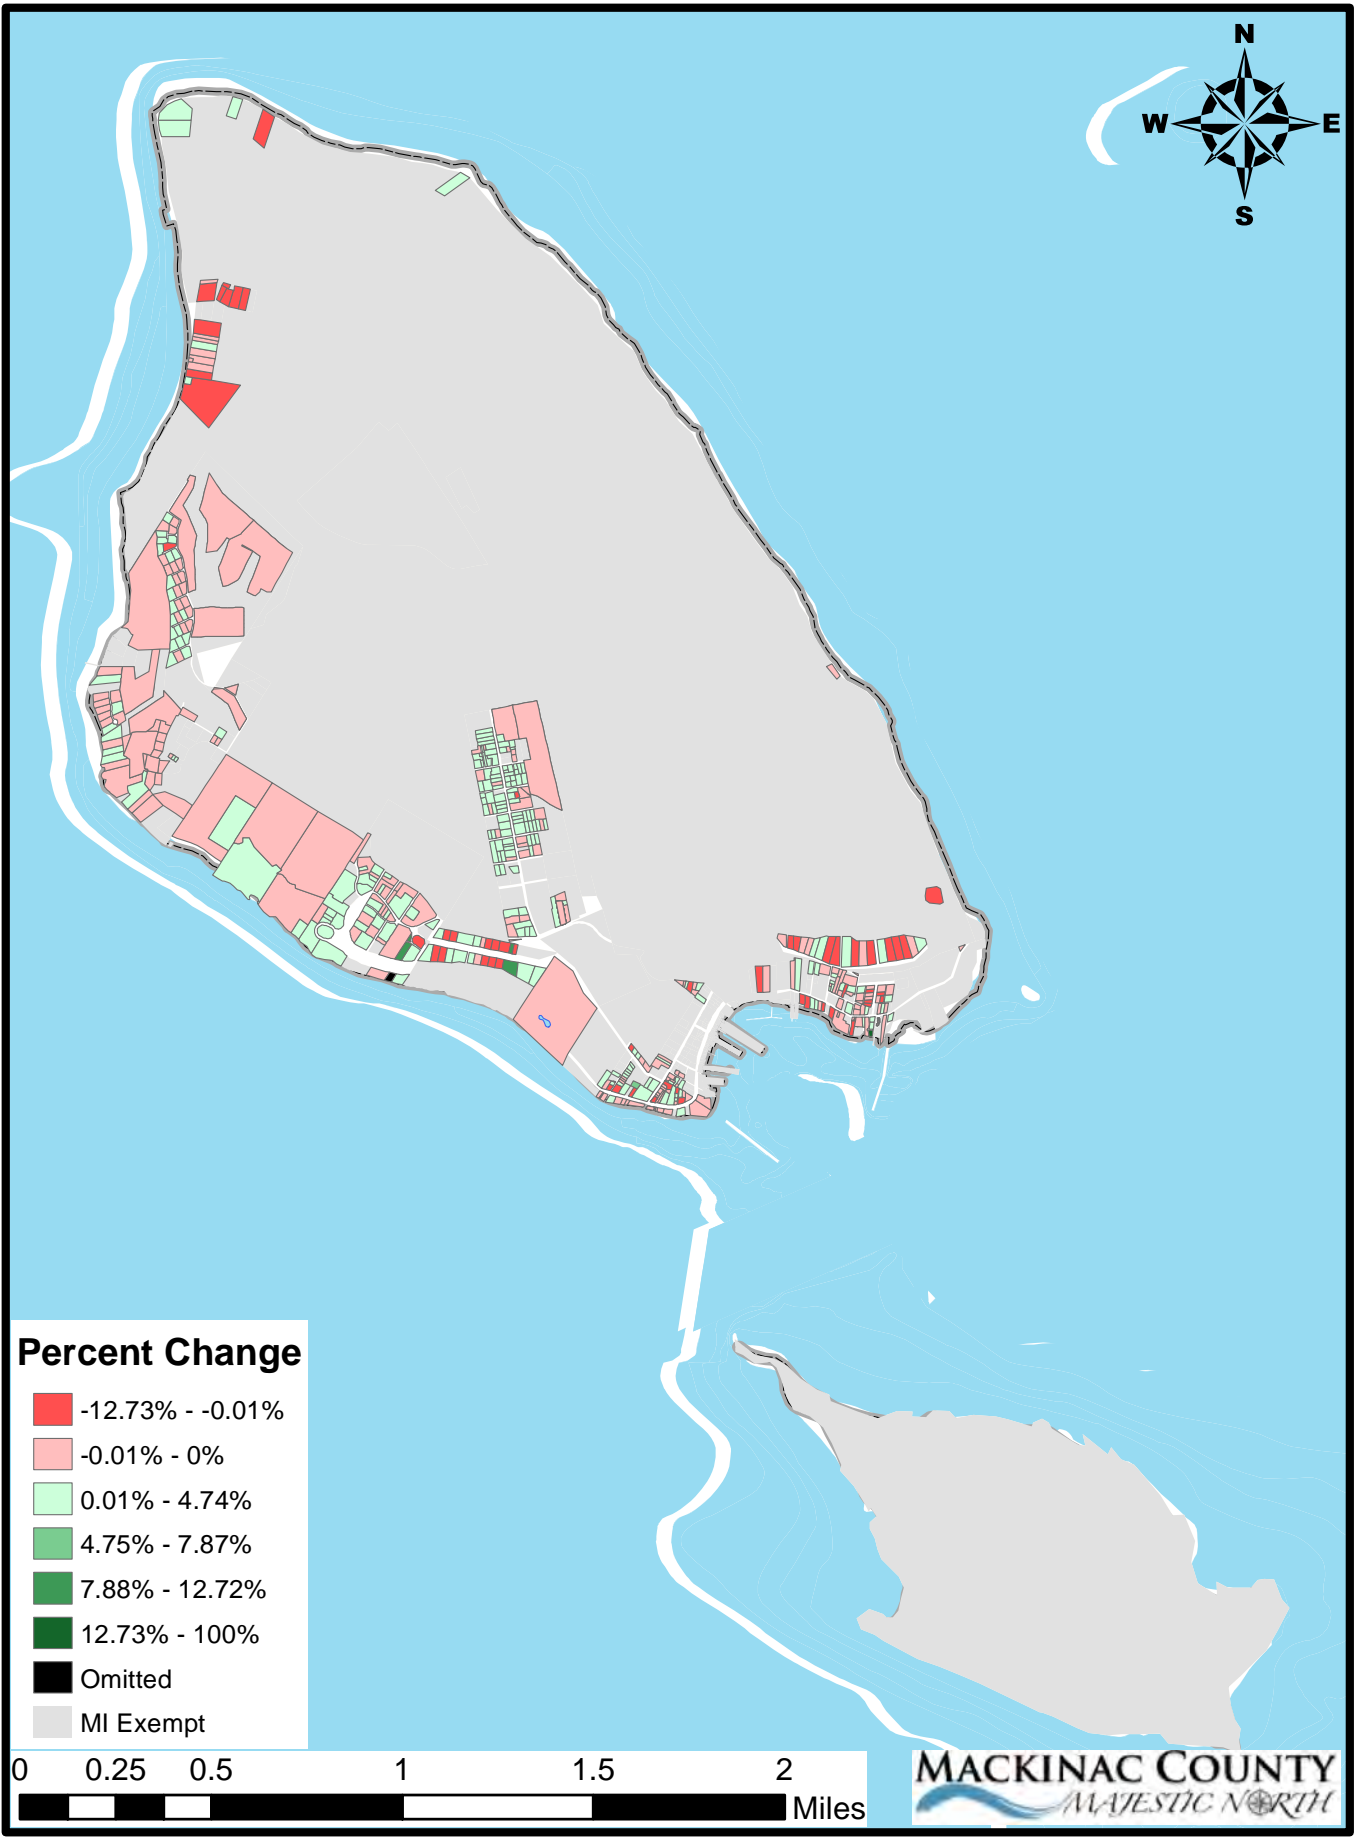 N
W E
S
Percent Change
-12.73% - -0.01%
-0.01% - 0%
0.01% - 4.74%
4.75% - 7.87%
7.88% - 12.72%
12.73% - 100%
Omitted
MI Exempt
0 0.25 0.5 1 1.5 2
Miles
MACKINAC COUNTY
MAJESTIC NORTH